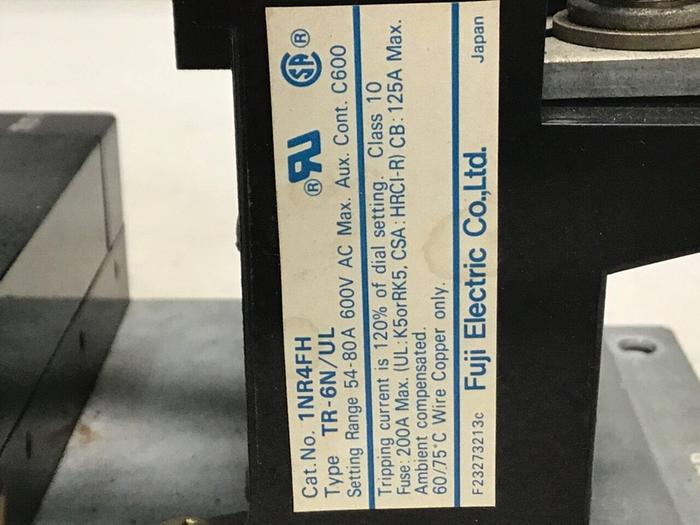 Cat. No. 1NR4FH
Type TR-6N/UL
Setting Range 54-80A 600V AC Max. Aux. Cont. C600
Tripping current is 120% of dial setting. Class 10
Fuse: 200A Max. (UL:K5orRK5, CSA:HRCI-R) CB: 125A Max.
Ambient compensated.
60/75°C Wire Copper only.
F23273213c Fuji Electric Co.,Ltd. Japan